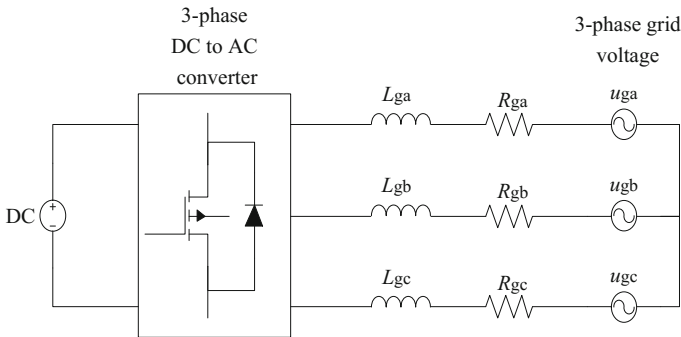 3-phase
DC to AC
converter
3-phase grid
voltage
Lga
Rga
uga
DC
+
−
Lgb
Rgb
ugb
Lgc
Rgc
ugc